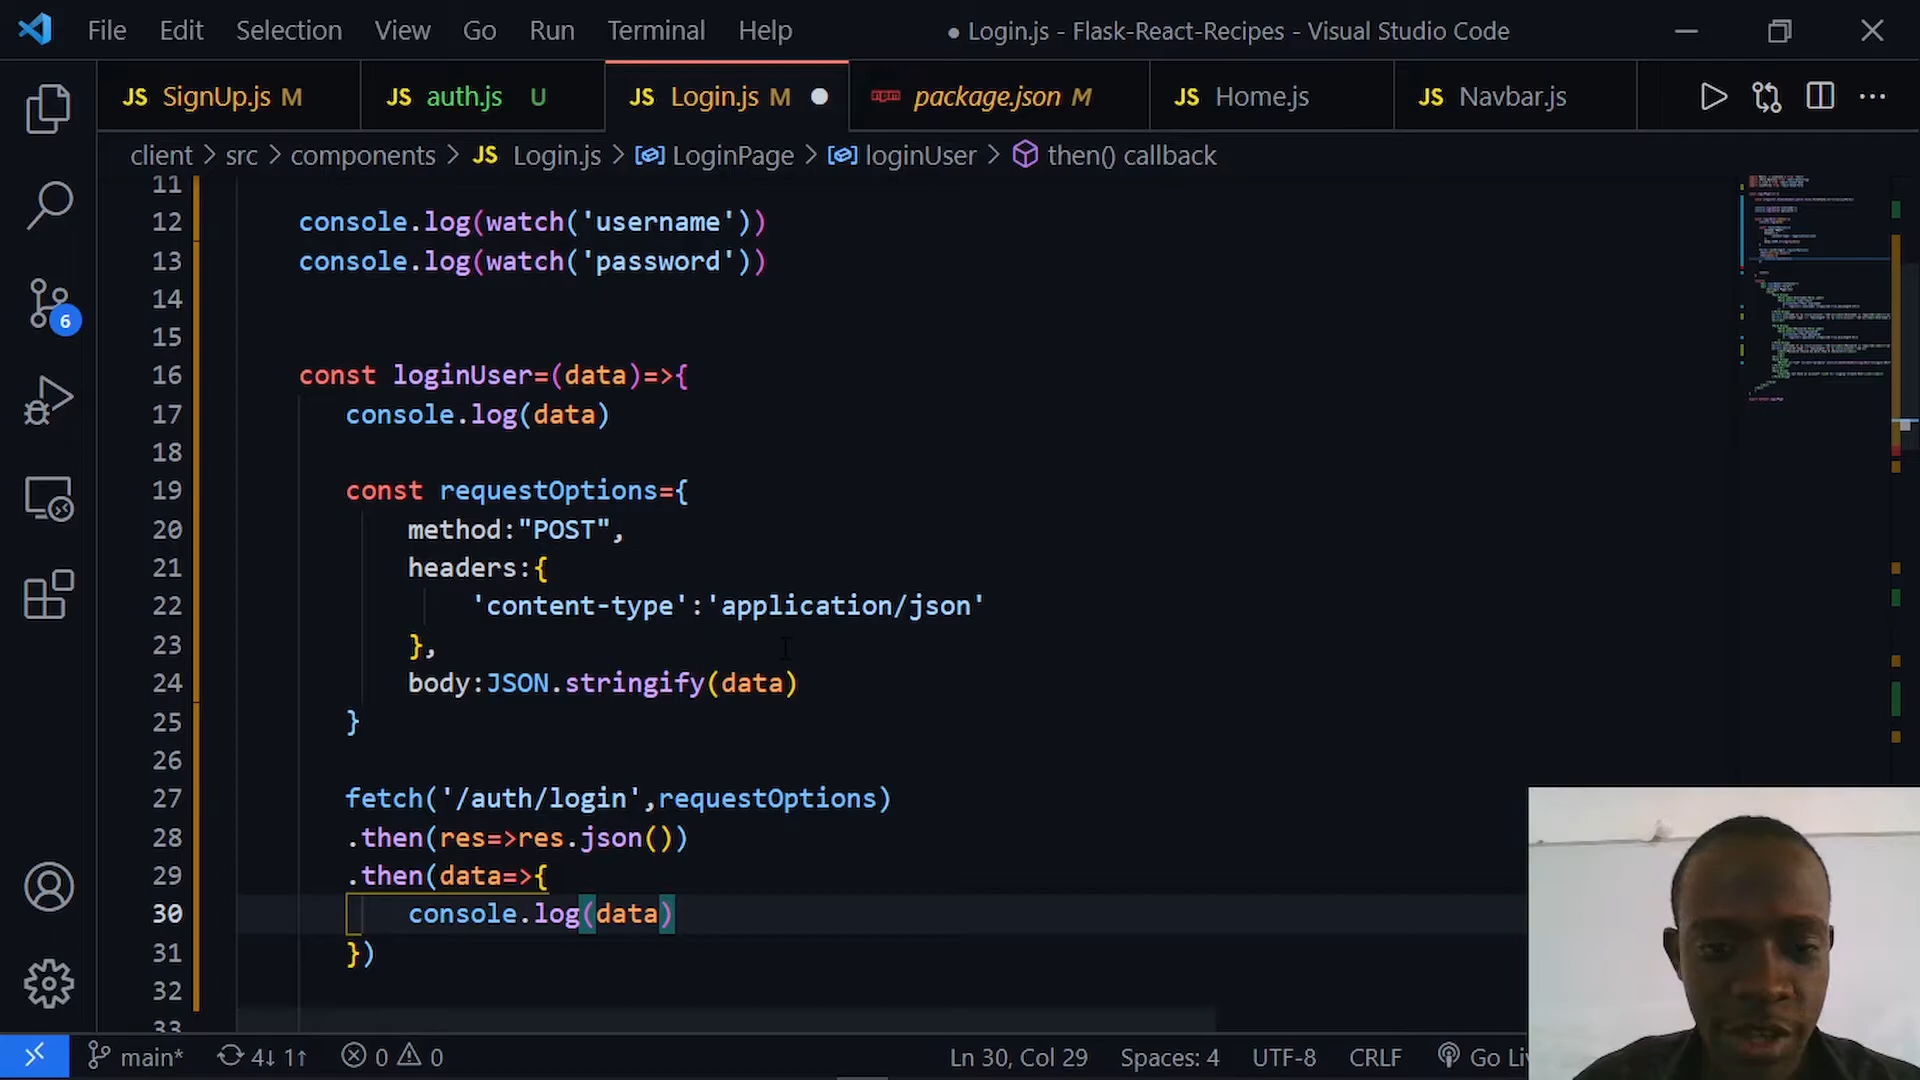 File Edit Selection View Go Run Terminal Help ● Login.js - Flask-React-Recipes - Visual Studio Code
JS SignUp.js M JS auth.js U JS Login.js M npm package.json M JS Home.js JS Navbar.js
client > src > components > JS Login.js > LoginPage > loginUser > then() callback
11
12 console.log(watch('username'))
13 console.log(watch('password'))
14
15
16 const loginUser=(data)=>{
17 console.log(data)
18
19 const requestOptions={
20 method:"POST",
21 headers:{
22 'content-type':'application/json'
23 },
24 body:JSON.stringify(data)
25 }
26
27 fetch('/auth/login',requestOptions)
28 .then(res=>res.json())
29 .then(data=>{
30 console.log(data)
31 })
32
33
6
main* 4↓ 1↑ 0 0 Ln 30, Col 29 Spaces: 4 UTF-8 CRLF Go